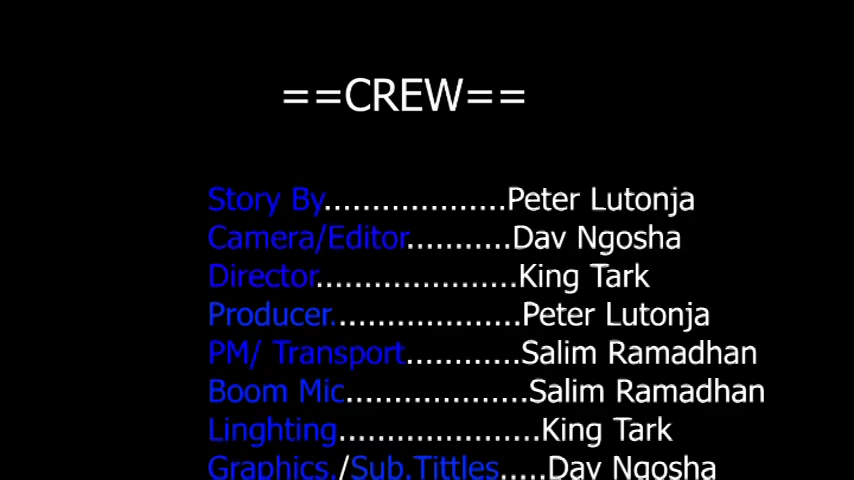 ==CREW==
Story By...................Peter Lutonja
Camera/Editor...........Dav Ngosha
Director.....................King Tark
Producer....................Peter Lutonja
PM/ Transport............Salim Ramadhan
Boom Mic...................Salim Ramadhan
Linghting.....................King Tark
Graphics./Sub.Tittles.....Dav Ngosha